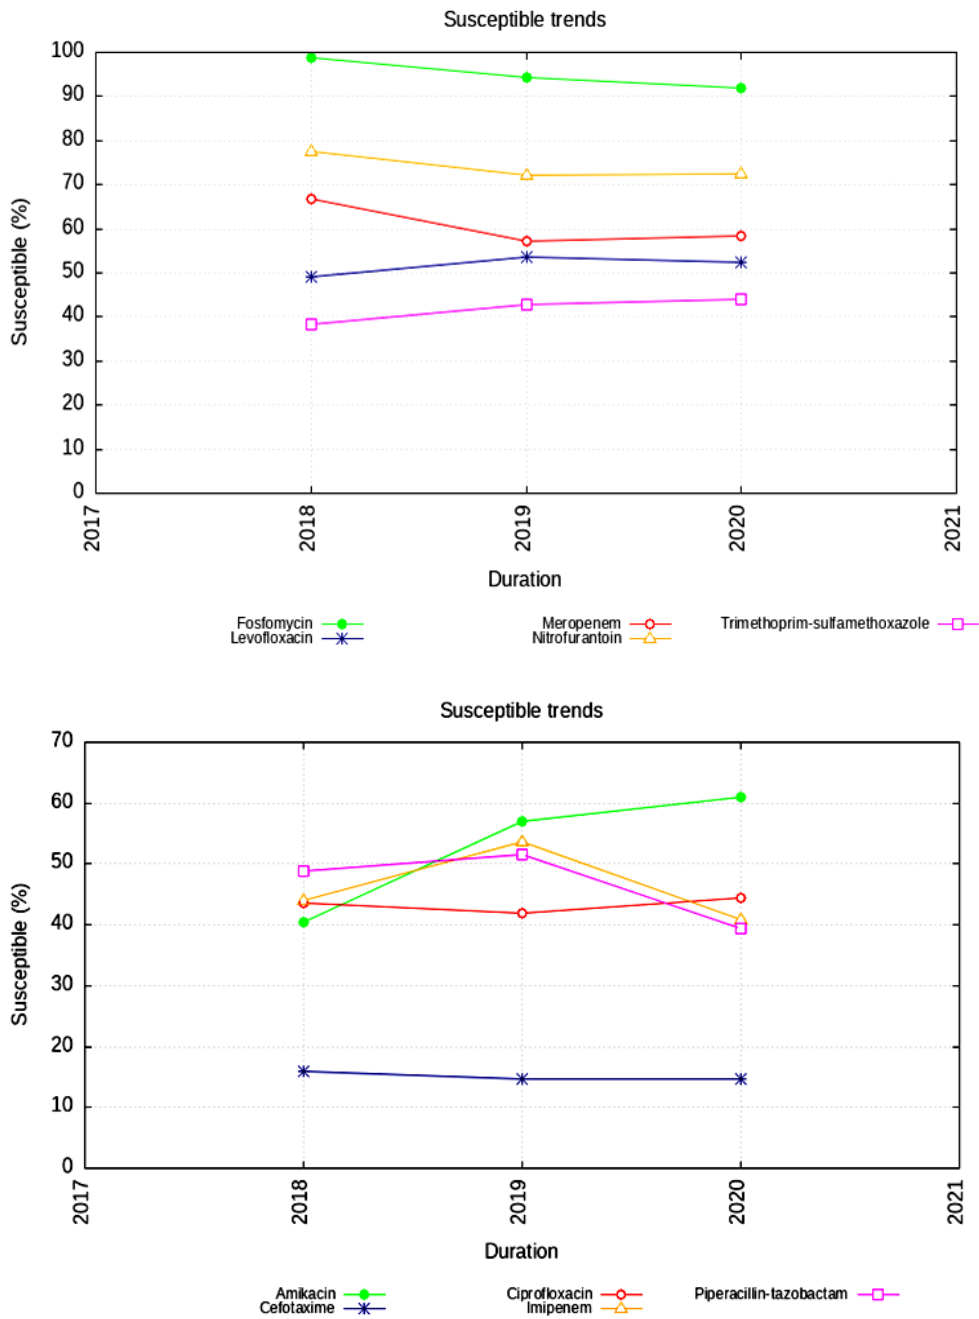 Susceptible trends
100
90
80
70
60
50
40
30
20
10
0
Susceptible (%)
2017
2018
2019
2020
2021
Duration
Fosfomycin
Meropenem
Trimethoprim-sulfamethoxazole
Levofloxacin
Nitrofurantoin
Susceptible trends
70
60
50
40
30
20
10
0
Susceptible (%)
2017
2018
2019
2020
2021
Duration
Amikacin
Ciprofloxacin
Piperacillin-tazobactam
Cefotaxime
Imipenem